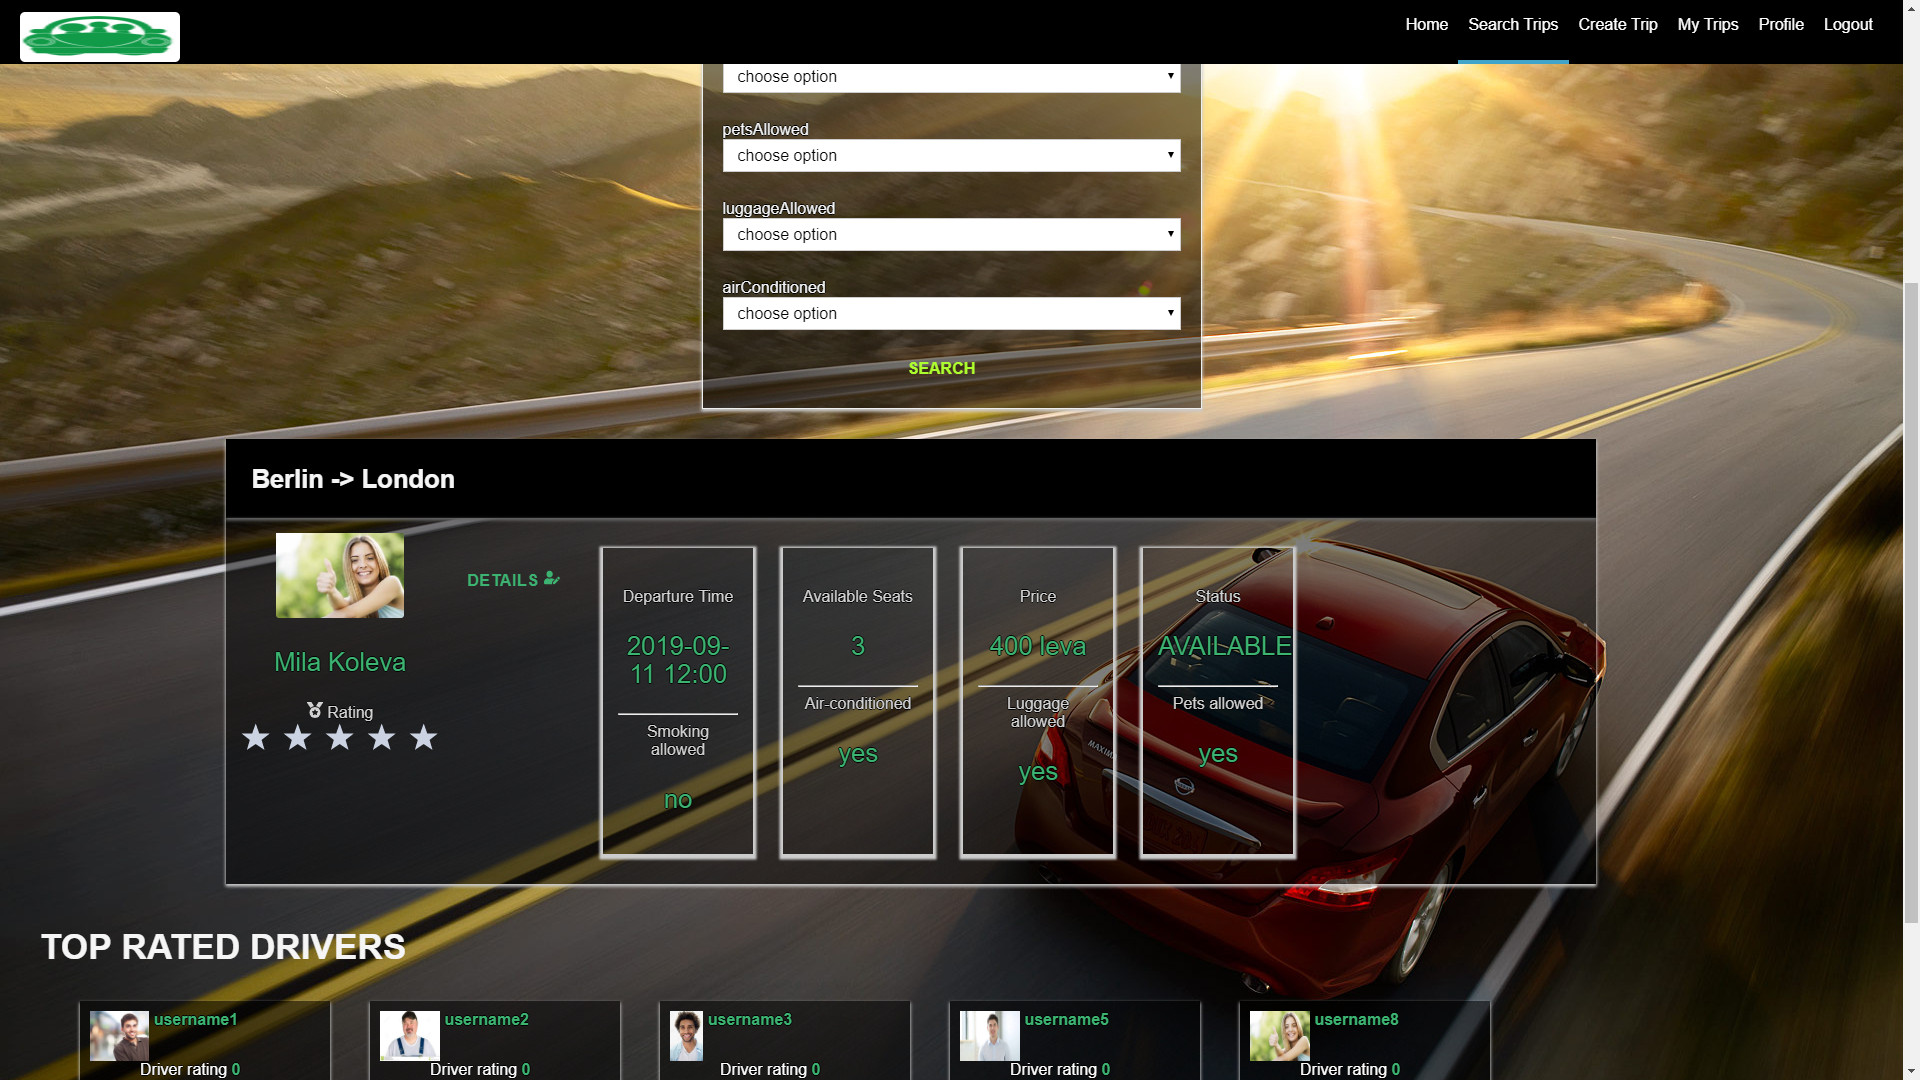 Home Search Trips Create Trip My Trips Profile Logout
choose option
petsAllowed
choose option
luggageAllowed
choose option
airConditioned
choose option
SEARCH
Berlin -> London
DETAILS
Mila Koleva
Rating
Departure Time
2019-09-
11 12:00
Smoking
allowed
no
Available Seats
3
Air-conditioned
yes
Price
400 leva
Luggage
allowed
yes
Status
AVAILABLE
Pets allowed
yes
MAXIMA
TOP RATED DRIVERS
username1
Driver rating 0
username2
Driver rating 0
username3
Driver rating 0
username5
Driver rating 0
username8
Driver rating 0